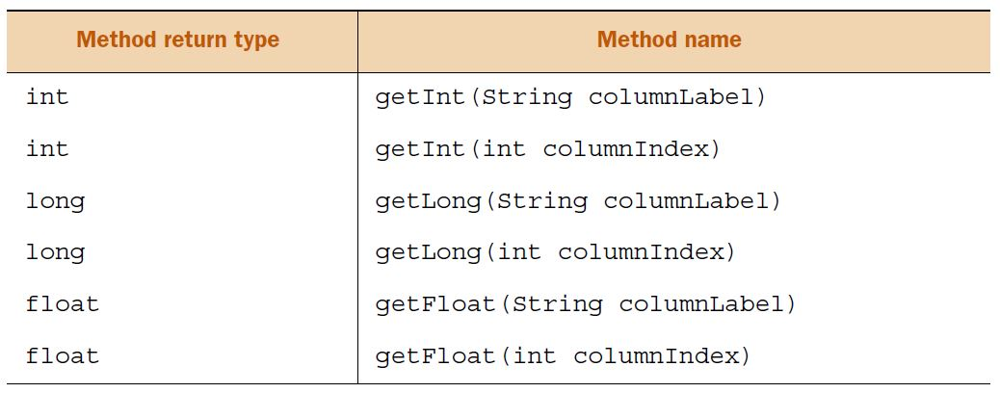 Method return type Method name
int getInt(String columnLabel)
int getInt(int columnIndex)
long getLong(String columnLabel)
long getLong(int columnIndex)
float getFloat(String columnLabel)
float getFloat(int columnIndex)